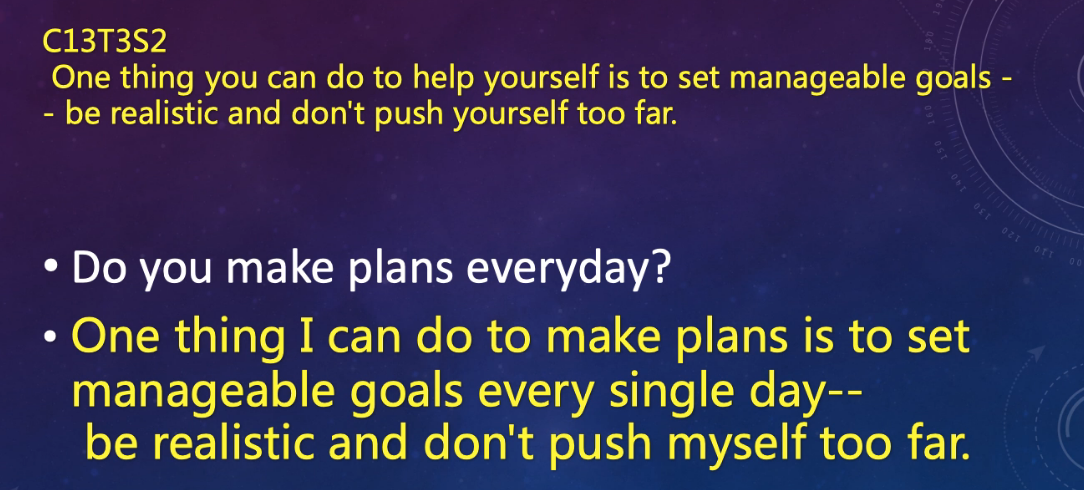 C13T3S2
One thing you can do to help yourself is to set manageable goals -
- be realistic and don't push yourself too far.
• Do you make plans everyday?
• One thing I can do to make plans is to set
manageable goals every single day--
be realistic and don't push myself too far.